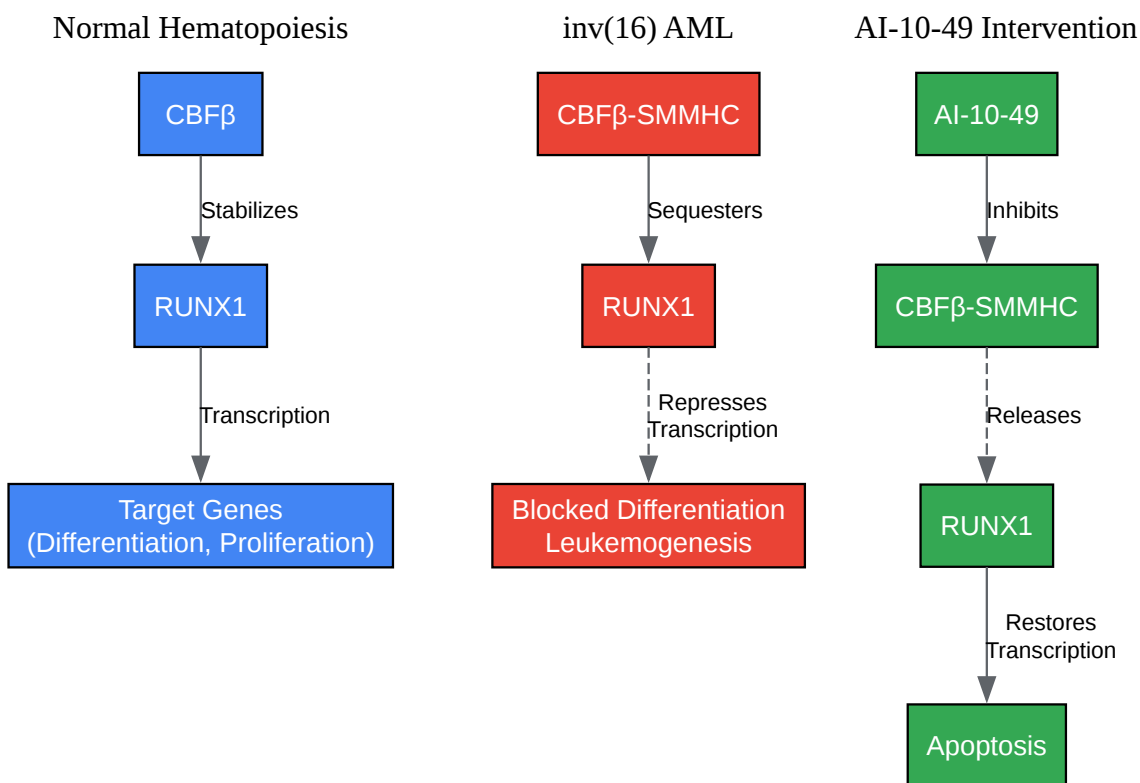 Normal Hematopoiesis
CBFβ
Stabilizes
RUNX1
Transcription
Target Genes
(Differentiation, Proliferation)
inv(16) AML
CBFβ-SMMHC
Sequesters
RUNX1
Represses
Transcription
Blocked Differentiation
Leukemogenesis
AI-10-49 Intervention
AI-10-49
Inhibits
CBFβ-SMMHC
Releases
RUNX1
Restores
Transcription
Apoptosis